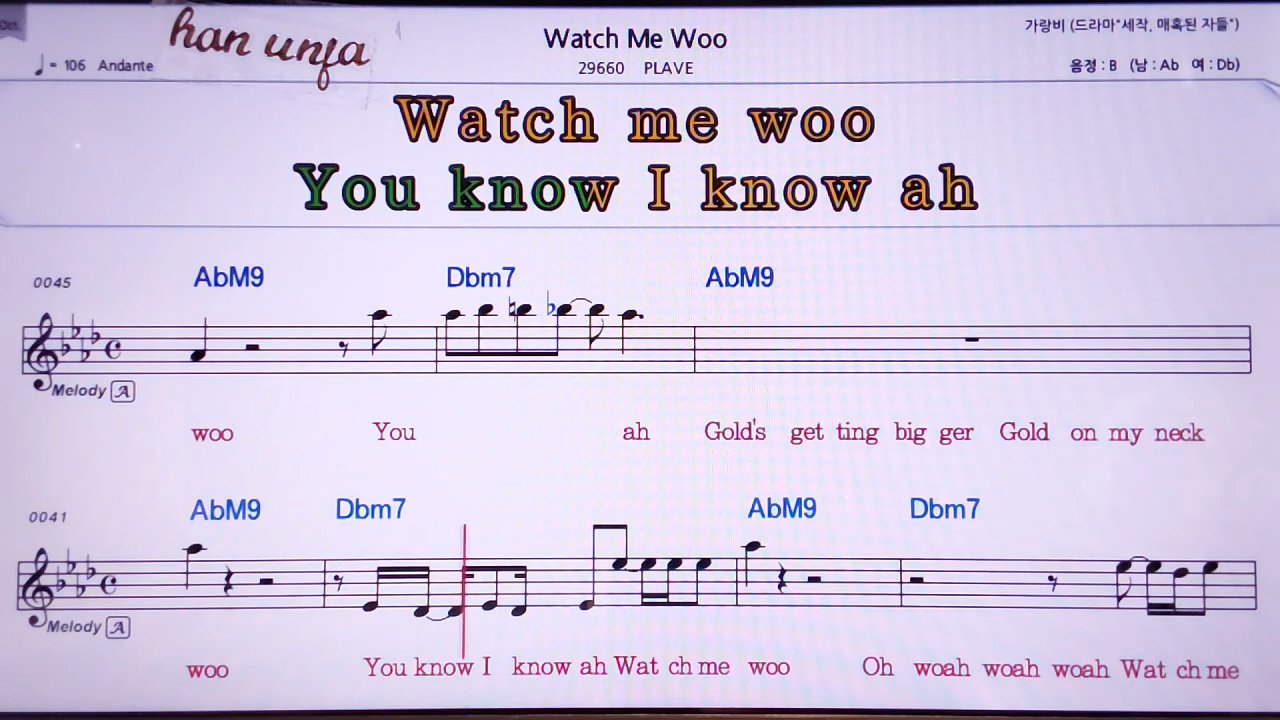 Oct.
han unfa
Watch Me Woo
가랑비 (드라마"세작, 매혹된 자들")
♩= 106 Andante
29660 PLAVE
음정 : B (남 : Ab 여 : Db)
Watch me woo
You know I know ah
0045
AbM9 Dbm7 AbM9
Melody A
woo You ah Gold's get ting big ger Gold on my neck
0041
AbM9 Dbm7 AbM9 Dbm7
Melody A
woo You know I know ah Wat ch me woo Oh woah woah woah Wat ch me